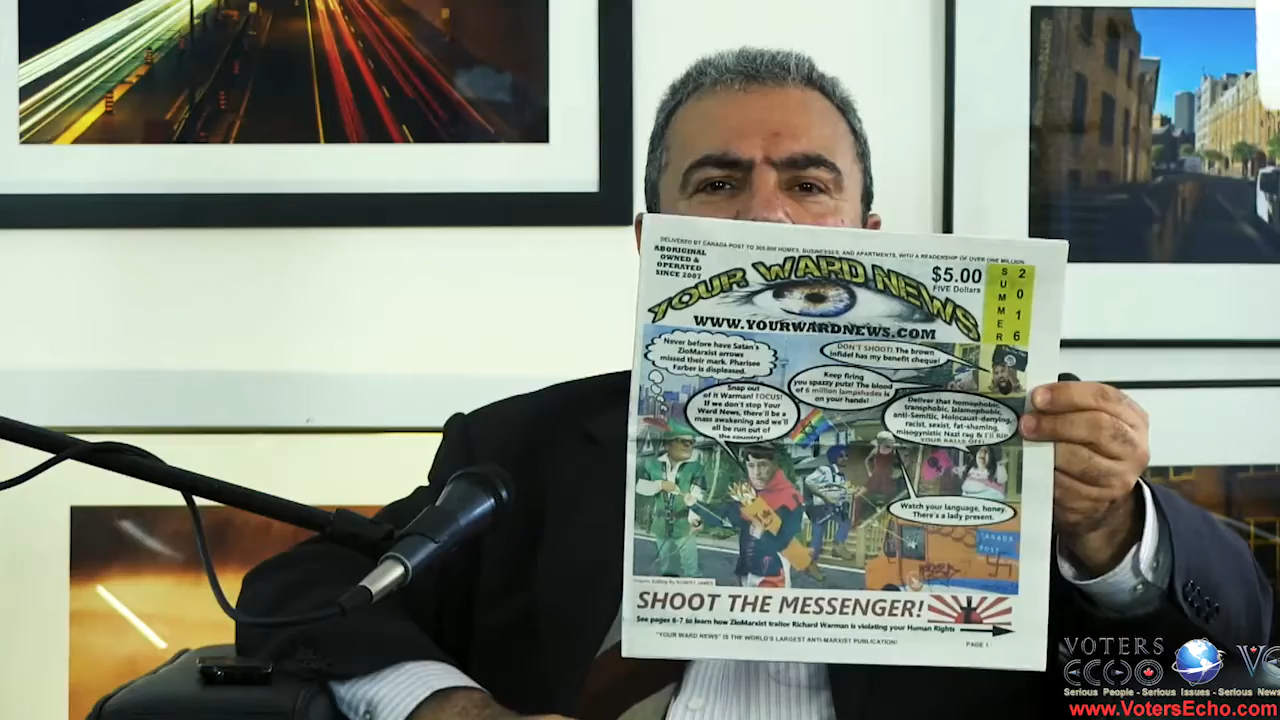 DELIVERED BY CANADA POST TO 305,000 HOMES, BUSINESSES, AND APARTMENTS, WITH A READERSHIP OF OVER ONE MILLION
ABORIGINAL
OWNED &
OPERATED
SINCE 2007
YOUR WARD NEWS
$5.00
FIVE Dollars
SUMMER
2016
WWW.YOURWARDNEWS.COM
Never before have Satan's
ZioMarxist arrows
missed their mark. Pharisee
Farber is displeased.
DON'T SHOOT! The brown
infidel has my benefit cheque!
Keep firing
you spazzy putz! The blood
of 6 million lampshades is
on your hands!
Snap out
of it Warman! FOCUS!
If we don't stop Your
Ward News, there'll be a
mass awakening and we'll
all be run out of
the country!
Deliver that homophobic,
transphobic, Islamophobic,
anti-Semitic, Holocaust-denying,
racist, sexist, fat-shaming,
misogynistic Nazi rag & I'll RIP
YOUR BALLS OFF!
Watch your language, honey.
There's a lady present.
CANADA
POST
Graphic Editing By ROBERT JAMES
SHOOT THE MESSENGER!
See pages 6-7 to learn how ZioMarxist traitor Richard Warman is violating your Human Rights
"YOUR WARD NEWS" IS THE WORLD'S LARGEST ANTI-MARXIST PUBLICATION!
PAGE 1
VOTERS
ECHO
Serious People - Serious Issues - Serious News
www.VotersEcho.com